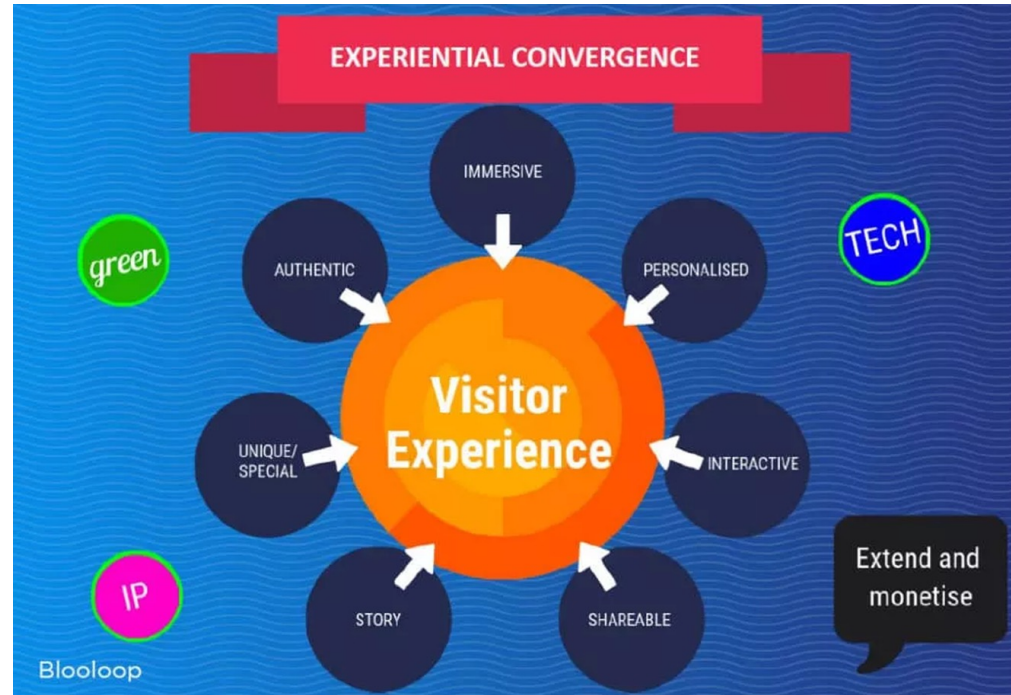 EXPERIENTIAL CONVERGENCE
IMMERSIVE
green
AUTHENTIC
PERSONALISED
TECH
Visitor
Experience
UNIQUE/
SPECIAL
INTERACTIVE
IP
STORY
SHAREABLE
Extend and
monetise
Blooloop